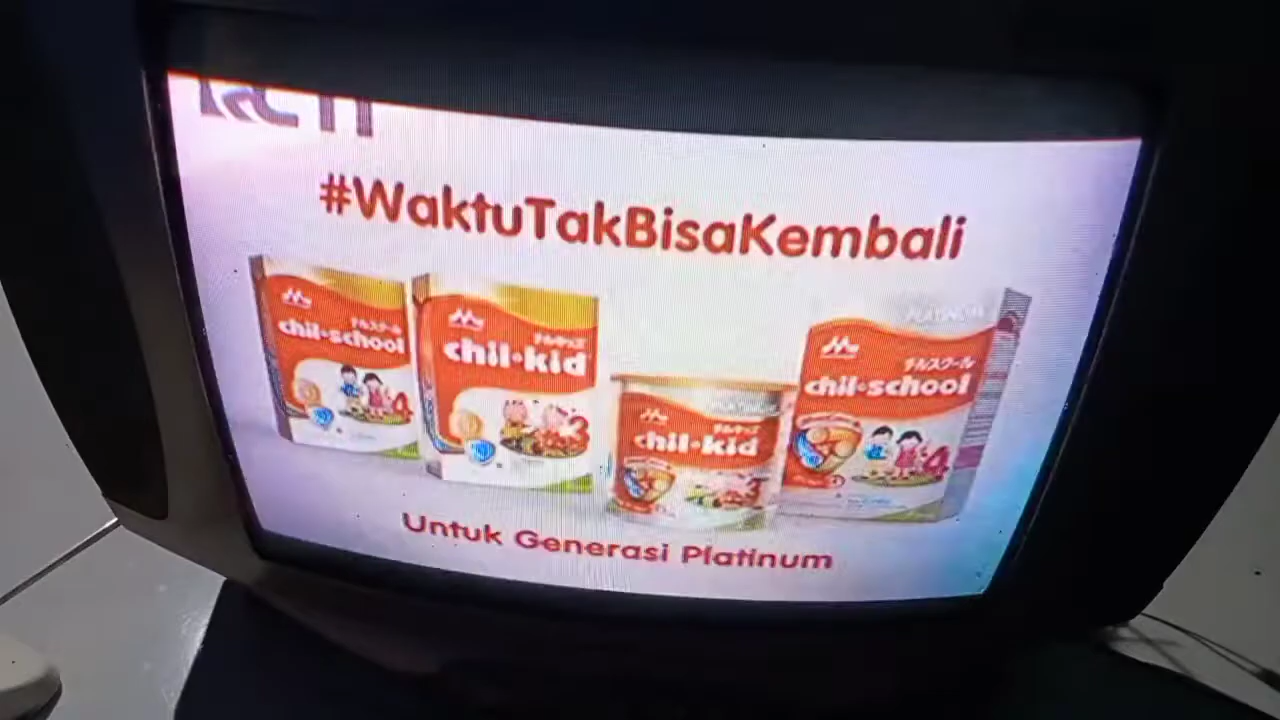 RCTI
#WaktuTakBisaKembali
チルスクール
chil•school
4
チルキッズ
chil•kid
3
PLATINUM
チルキッズ
chil•kid
3
PLATINUM
チルスクール
chil•school
4
Untuk Generasi Platinum